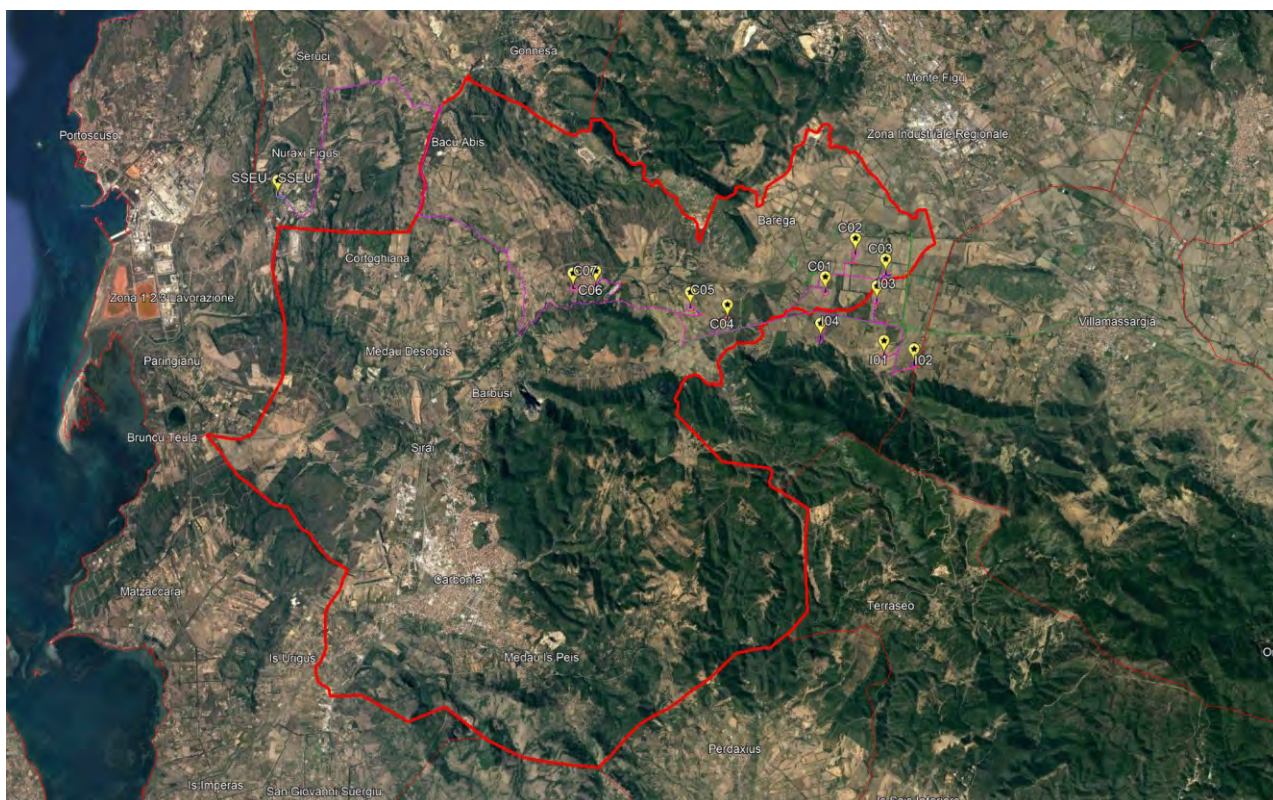 Gonnesa
Seruci
Monte Figu
Portoscuso
Zona Industriale Regionale
Bacu Abis
Nuraxi Figus
SSEU
SSEU
Barega
C02
Cortoghiana
C03
C07
C01
C06
I03
C05
Zona 1 2 3 Lavorazione
C04
I04
Villamassargia
Medau Desogus
Paringianu
I01
I02
Barbusi
Bruncu Teula
Sirai
Carbonia
Matzaccara
Terraseo
Is Urigus
Medau Is Peis
Perdaxius
Is Imperas
San Giovanni Suergiu